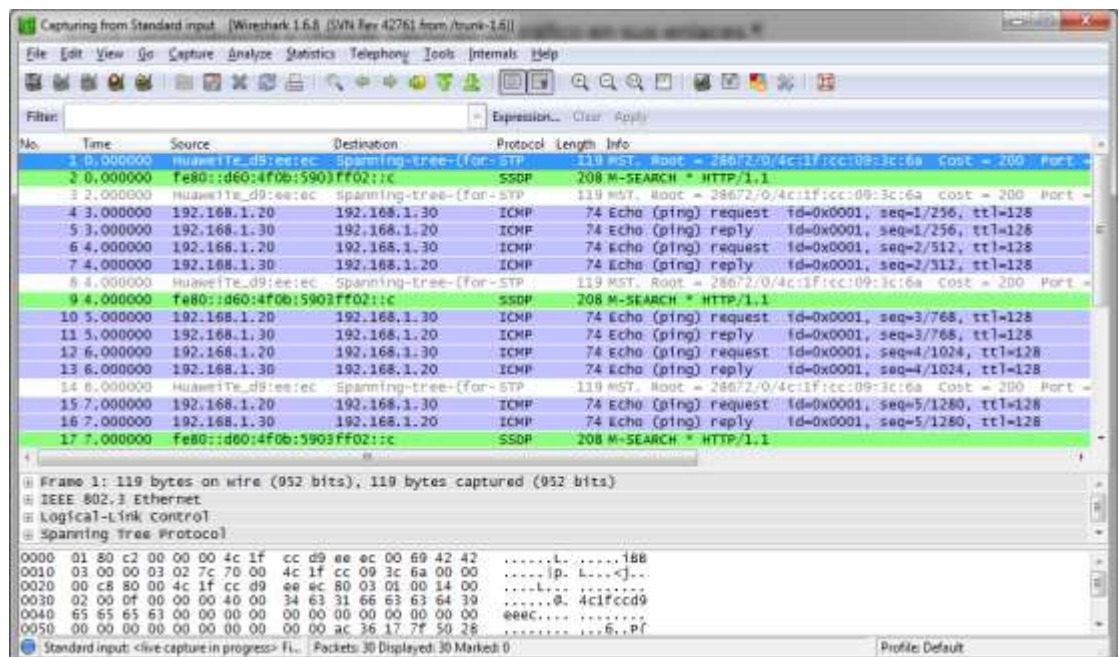 Capturing from Standard input [Wireshark 1.6.8 (SVN Rev 42761 from /trunk-1.6)]
File Edit View Go Capture Analyze Statistics Telephony Tools Internals Help
Filter: Expression... Clear Apply
No. Time Source Destination Protocol Length Info
1 0.000000 HuaweiTe_d9:ee:ec Spanning-tree-(for- STP 119 MST. Root = 28672/0/4c:1f:cc:09:3c:6a Cost = 200 Port =
2 0.000000 fe80::d60:4f0b:5903 ff02::c SSDP 208 M-SEARCH * HTTP/1.1
3 2.000000 HuaweiTe_d9:ee:ec Spanning-tree-(for- STP 119 MST. Root = 28672/0/4c:1f:cc:09:3c:6a Cost = 200 Port =
4 3.000000 192.168.1.20 192.168.1.30 ICMP 74 Echo (ping) request id=0x0001, seq=1/256, ttl=128
5 3.000000 192.168.1.30 192.168.1.20 ICMP 74 Echo (ping) reply id=0x0001, seq=1/256, ttl=128
6 4.000000 192.168.1.20 192.168.1.30 ICMP 74 Echo (ping) request id=0x0001, seq=2/512, ttl=128
7 4.000000 192.168.1.30 192.168.1.20 ICMP 74 Echo (ping) reply id=0x0001, seq=2/512, ttl=128
8 4.000000 HuaweiTe_d9:ee:ec Spanning-tree-(for- STP 119 MST. Root = 28672/0/4c:1f:cc:09:3c:6a Cost = 200 Port =
9 4.000000 fe80::d60:4f0b:5903 ff02::c SSDP 208 M-SEARCH * HTTP/1.1
10 5.000000 192.168.1.20 192.168.1.30 ICMP 74 Echo (ping) request id=0x0001, seq=3/768, ttl=128
11 5.000000 192.168.1.30 192.168.1.20 ICMP 74 Echo (ping) reply id=0x0001, seq=3/768, ttl=128
12 6.000000 192.168.1.20 192.168.1.30 ICMP 74 Echo (ping) request id=0x0001, seq=4/1024, ttl=128
13 6.000000 192.168.1.30 192.168.1.20 ICMP 74 Echo (ping) reply id=0x0001, seq=4/1024, ttl=128
14 6.000000 HuaweiTe_d9:ee:ec Spanning-tree-(for- STP 119 MST. Root = 28672/0/4c:1f:cc:09:3c:6a Cost = 200 Port =
15 7.000000 192.168.1.20 192.168.1.30 ICMP 74 Echo (ping) request id=0x0001, seq=5/1280, ttl=128
16 7.000000 192.168.1.30 192.168.1.20 ICMP 74 Echo (ping) reply id=0x0001, seq=5/1280, ttl=128
17 7.000000 fe80::d60:4f0b:5903 ff02::c SSDP 208 M-SEARCH * HTTP/1.1
Frame 1: 119 bytes on wire (952 bits), 119 bytes captured (952 bits)
IEEE 802.3 Ethernet
Logical-Link Control
Spanning Tree Protocol
0000 01 80 c2 00 00 00 4c 1f cc d9 ee ec 00 69 42 42 ......L. .....iBB
0010 03 00 00 03 02 7c 70 00 4c 1f cc 09 3c 6a 00 00 .....|p. L...<j..
0020 00 c8 80 00 4c 1f cc d9 ee ec 80 03 01 00 14 00 ....L... ........
0030 02 00 0f 00 00 00 40 00 34 63 31 66 63 63 64 39 ......@. 4c1fccd9
0040 65 65 65 63 00 00 00 00 00 00 00 00 00 00 00 00 eeec.... ........
0050 00 00 00 00 00 00 00 00 00 00 ac 36 17 7f 50 28 ........ ...6..P(
Standard input: <live capture in progress> Fi... Packets: 30 Displayed: 30 Marked: 0 Profile: Default